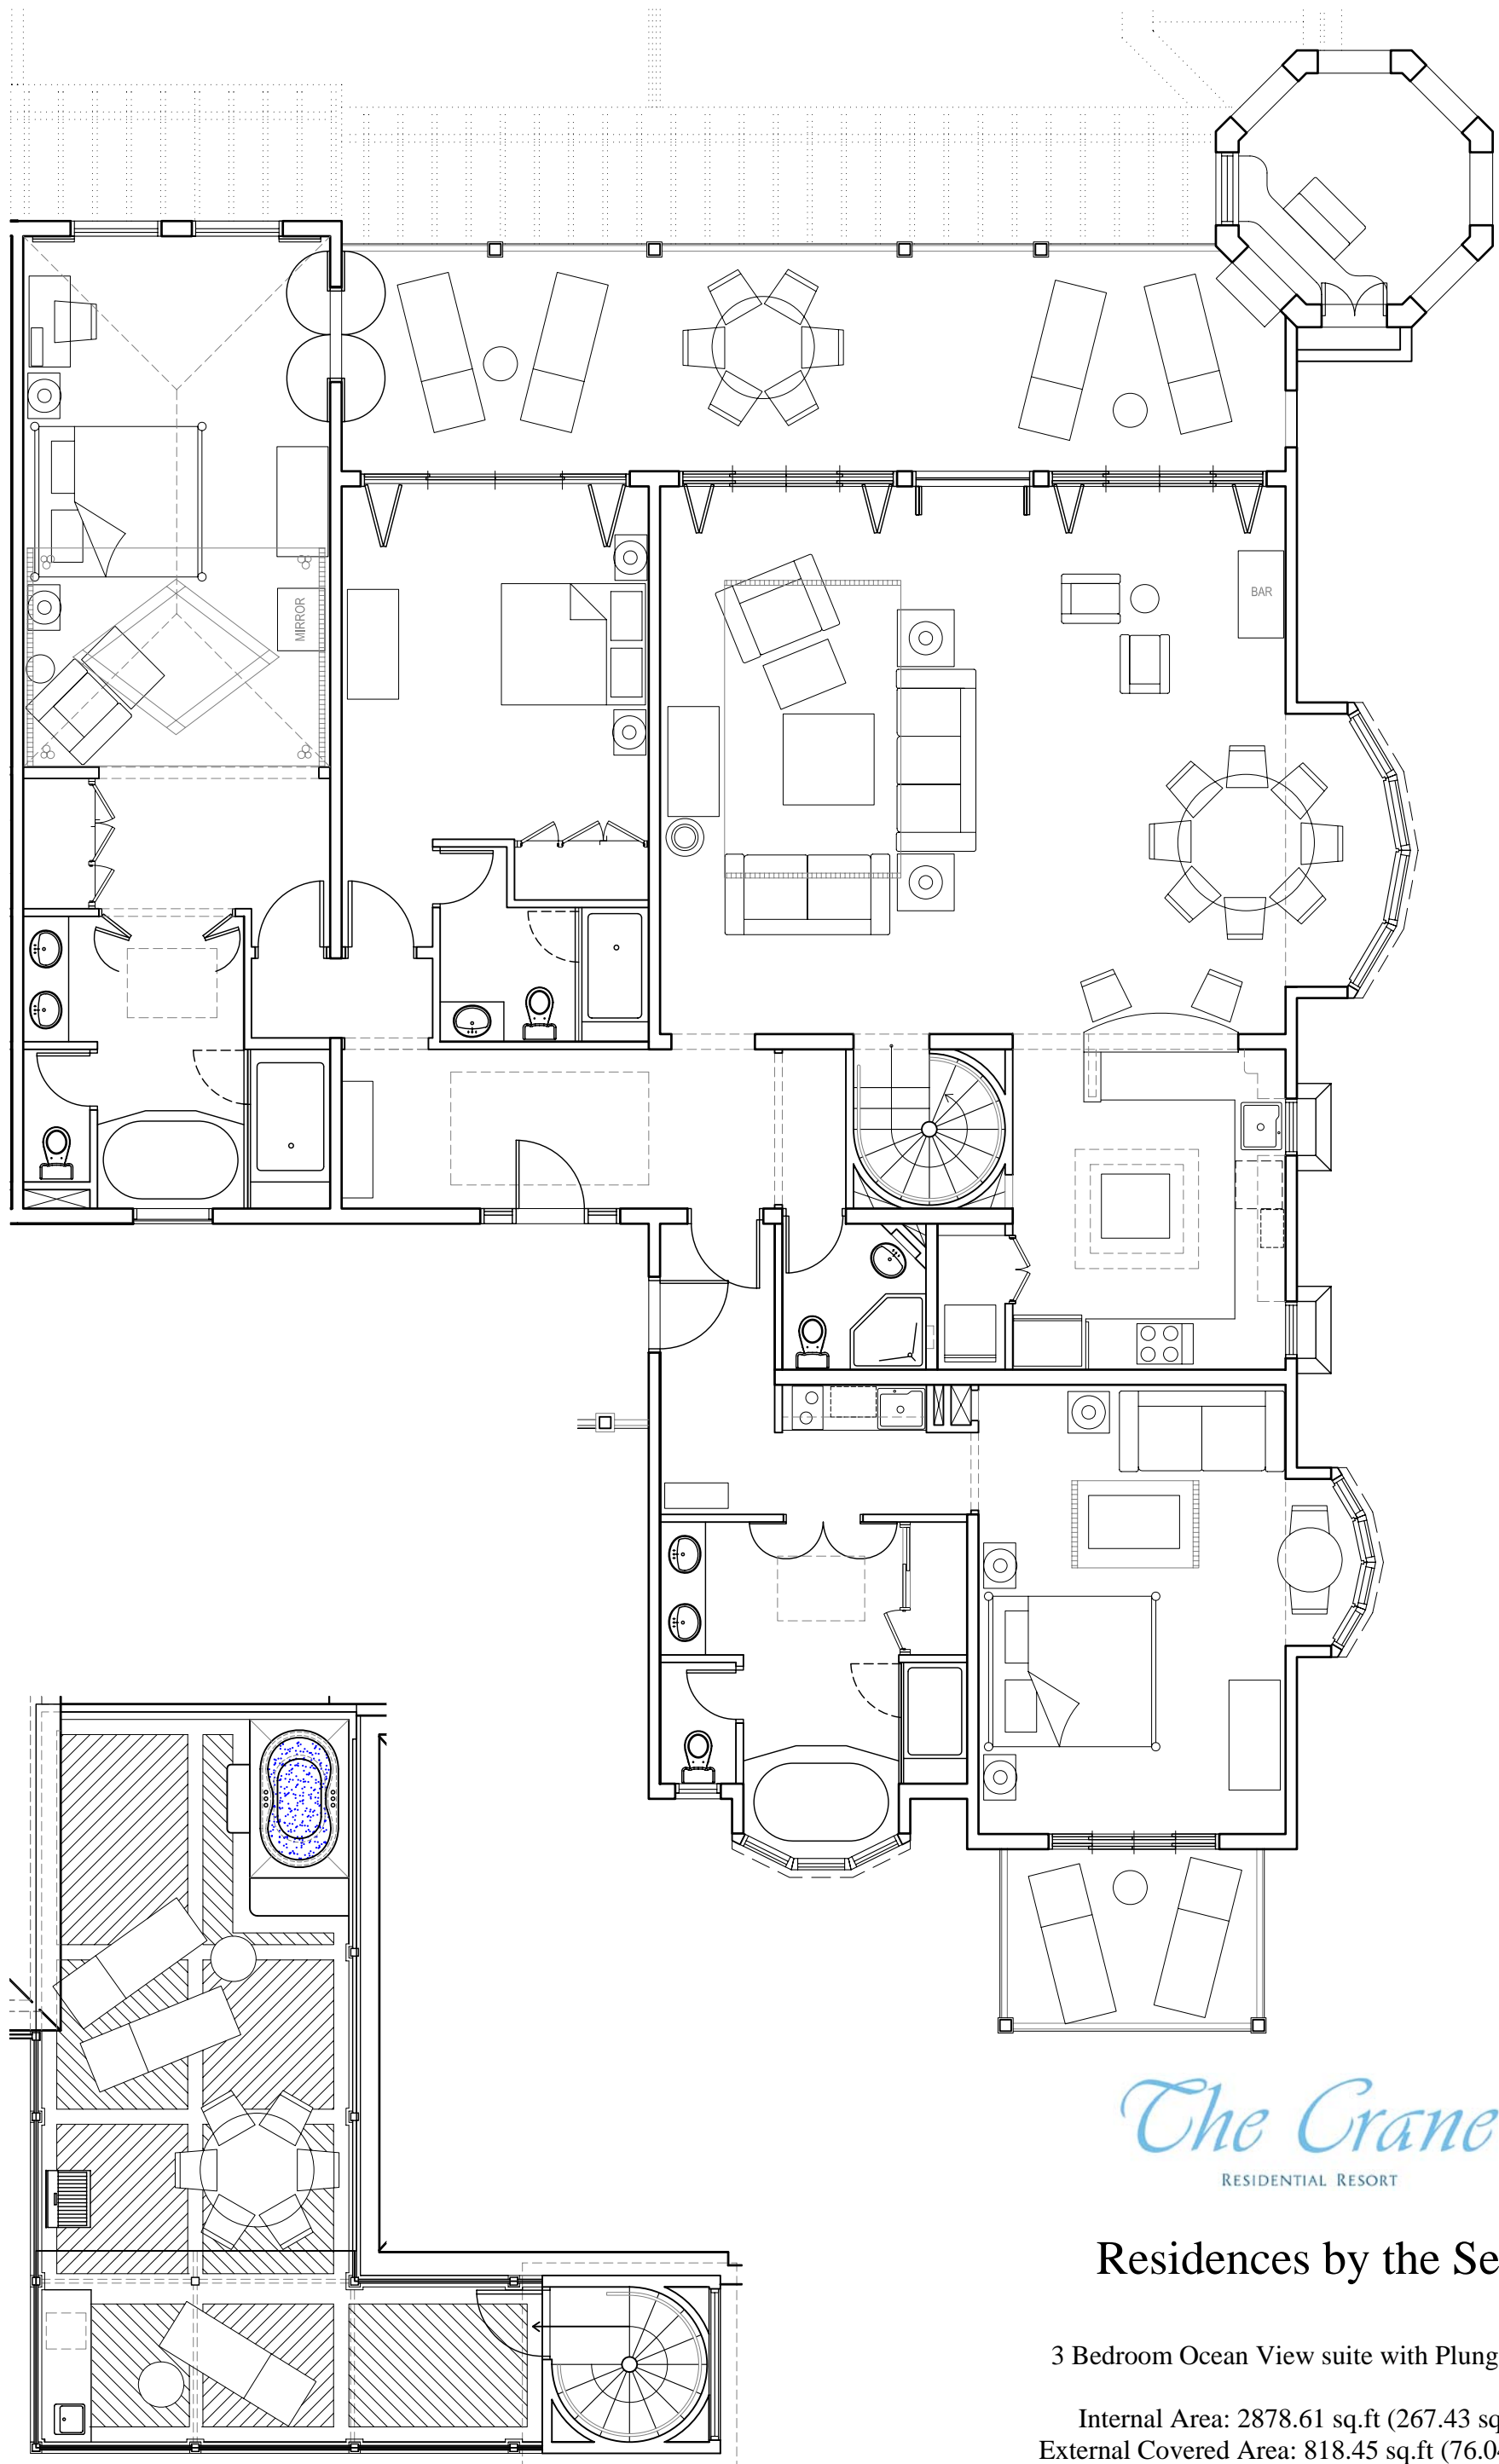 MIRROR
BAR
The Crane
RESIDENTIAL RESORT
Residences by the Se
3 Bedroom Ocean View suite with Plung
Internal Area: 2878.61 sq.ft (267.43 sq
External Covered Area: 818.45 sq.ft (76.04